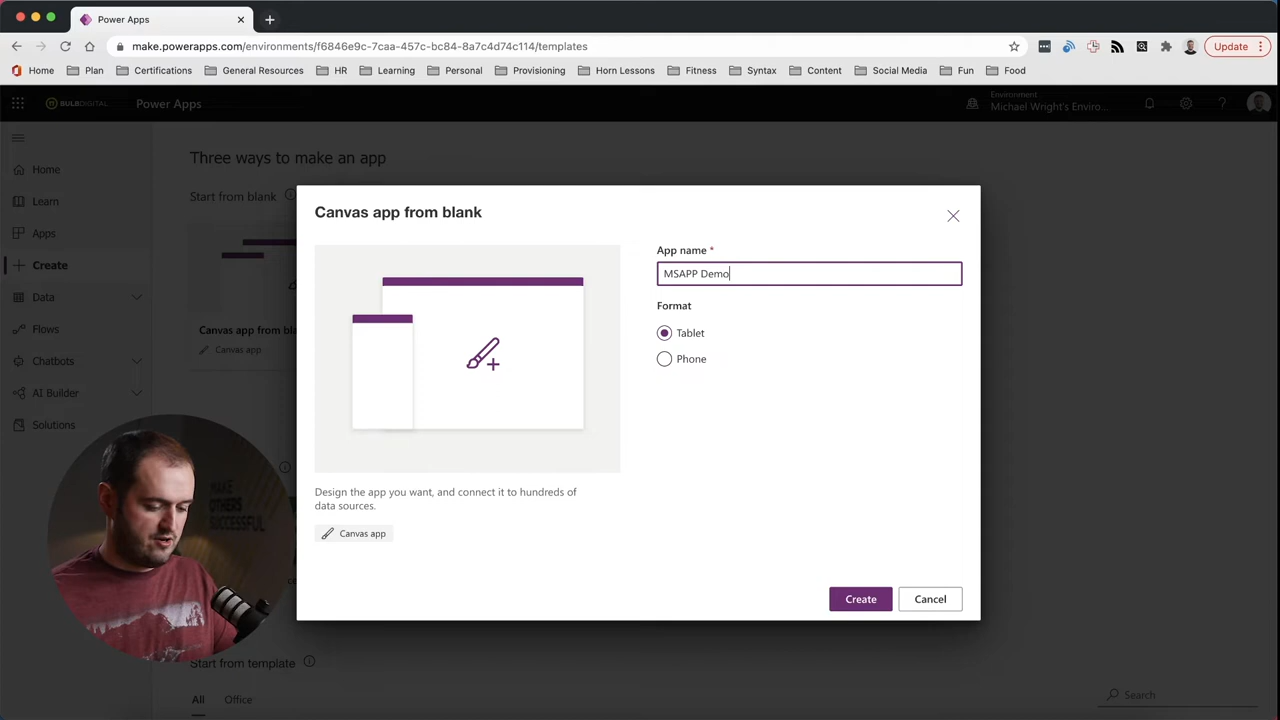 Power Apps
make.powerapps.com/environments/f6846e9c-7caa-457c-bc84-8a7c4d74c114/templates
Update
Home Plan Certifications General Resources HR Learning Personal Provisioning Horn Lessons Fitness Syntax Content Social Media Fun Food
BULBDIGITAL Power Apps
Environment
Michael Wright's Enviro...
Home
Learn
Apps
Create
Data
Flows
Chatbots
AI Builder
Solutions
Three ways to make an app
Start from blank
Canvas app from bla
Canvas app
Canvas app from blank
App name *
MSAPP Demo
Format
Tablet
Phone
Design the app you want, and connect it to hundreds of
data sources.
Canvas app
Create Cancel
MAKE
OTHERS
SUCCESSFUL
Start from template
All Office
Search